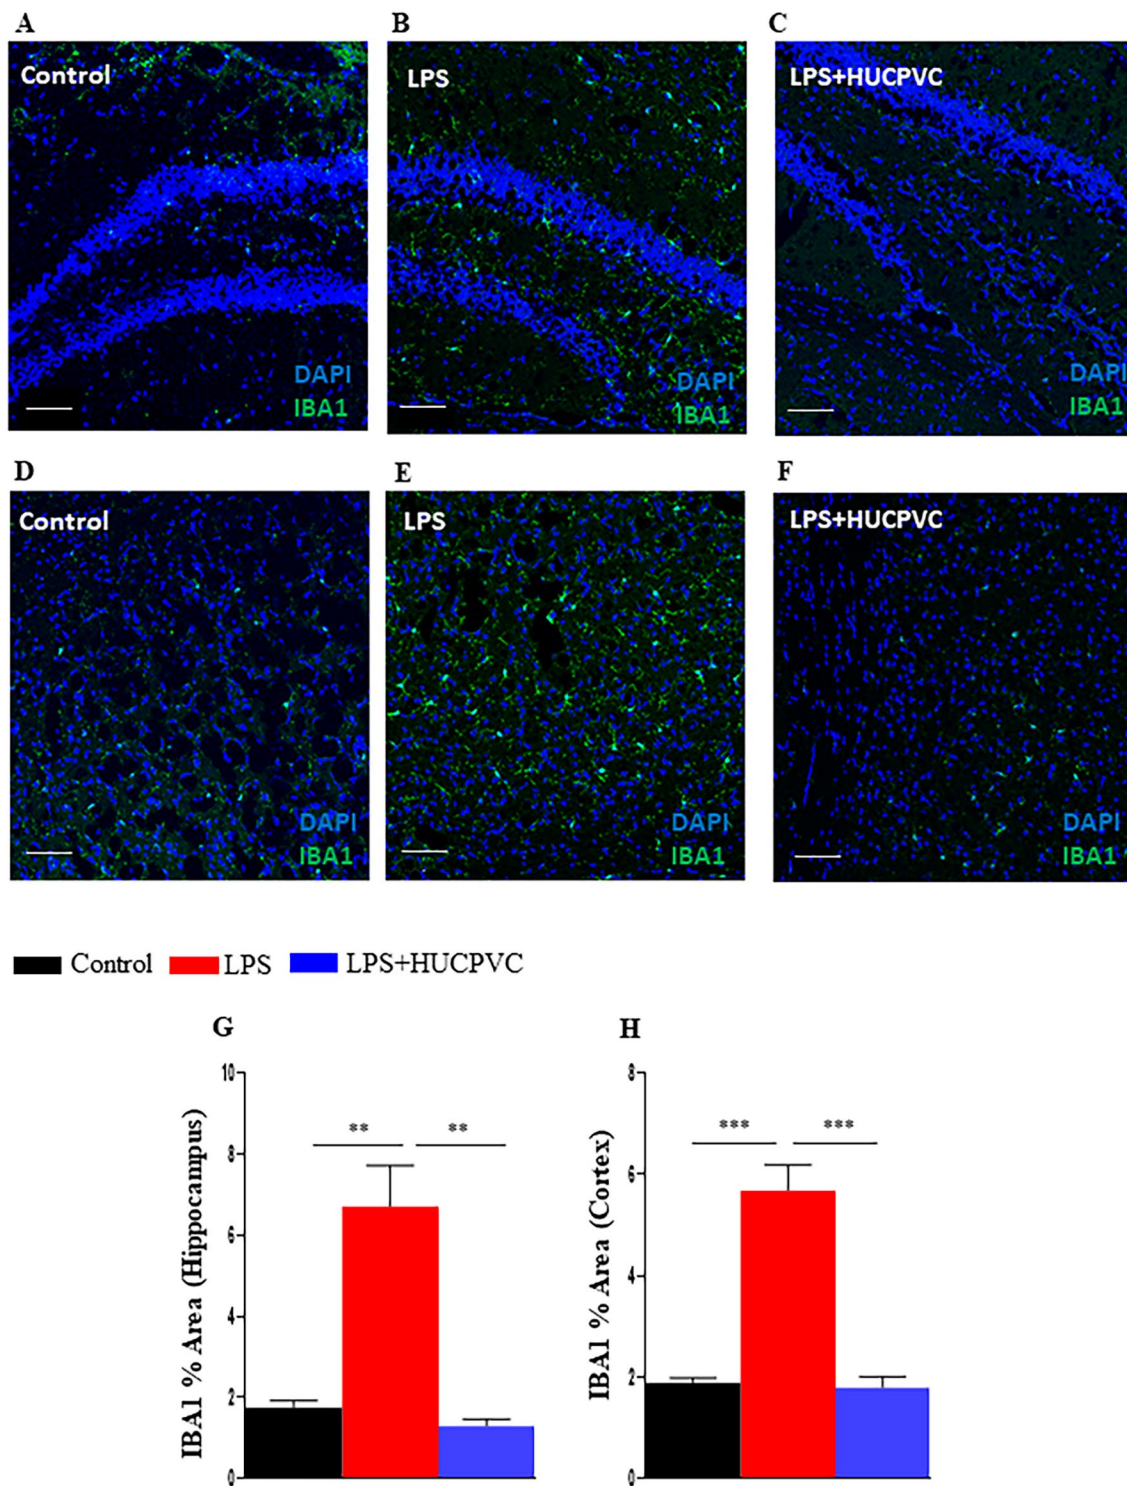 A
B
C
Control
LPS
LPS+HUCPVC
DAPI
IBA1
DAPI
IBA1
DAPI
IBA1
D
E
F
Control
LPS
LPS+HUCPVC
DAPI
IBA1
DAPI
IBA1
DAPI
IBA1
Control LPS LPS+HUCPVC
G
H
IBA1 % Area (Hippocampus)
10
8
6
4
2
0
** **
IBA1 % Area (Cortex)
8
6
4
2
0
*** ***